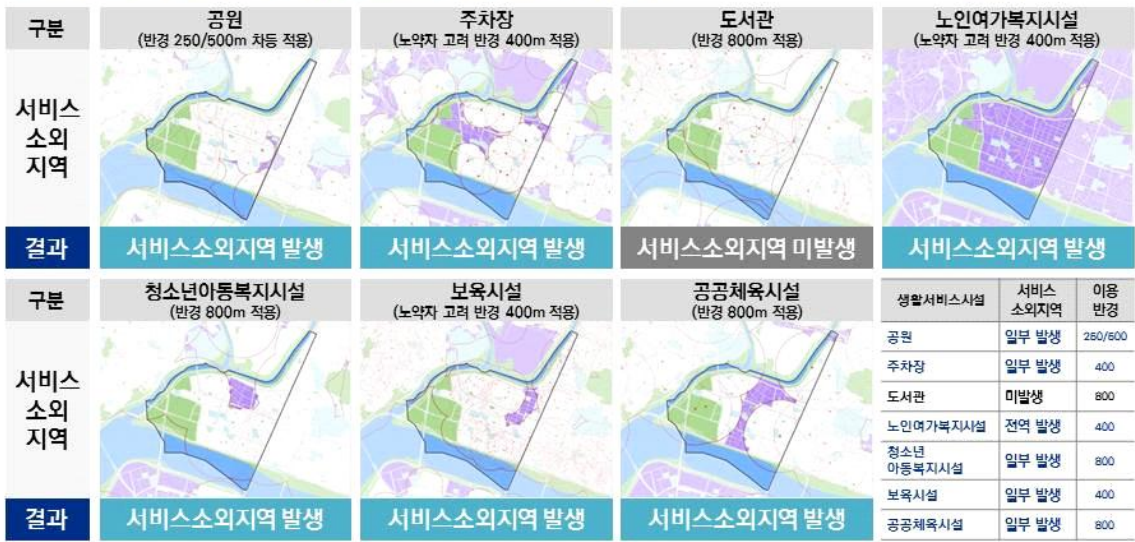 구분
공원
(반경 250/500m 차등 적용)
주차장
(노약자 고려 반경 400m 적용)
도서관
(반경 800m 적용)
노인여가복지시설
(노약자 고려 반경 400m 적용)
서비스
소외
지역
결과
서비스소외지역 발생
서비스소외지역 발생
서비스소외지역 미발생
서비스소외지역 발생
구분
청소년아동복지시설
(반경 800m 적용)
보육시설
(노약자 고려 반경 400m 적용)
공공체육시설
(반경 800m 적용)
서비스
소외
지역
결과
서비스소외지역 발생
서비스소외지역 발생
서비스소외지역 발생
생활서비스시설
서비스
소외지역
이용
반경
공원 일부 발생 250/500
주차장 일부 발생 400
도서관 미발생 800
노인여가복지시설 전역 발생 400
청소년
아동복지시설 일부 발생 800
보육시설 일부 발생 400
공공체육시설 일부 발생 800